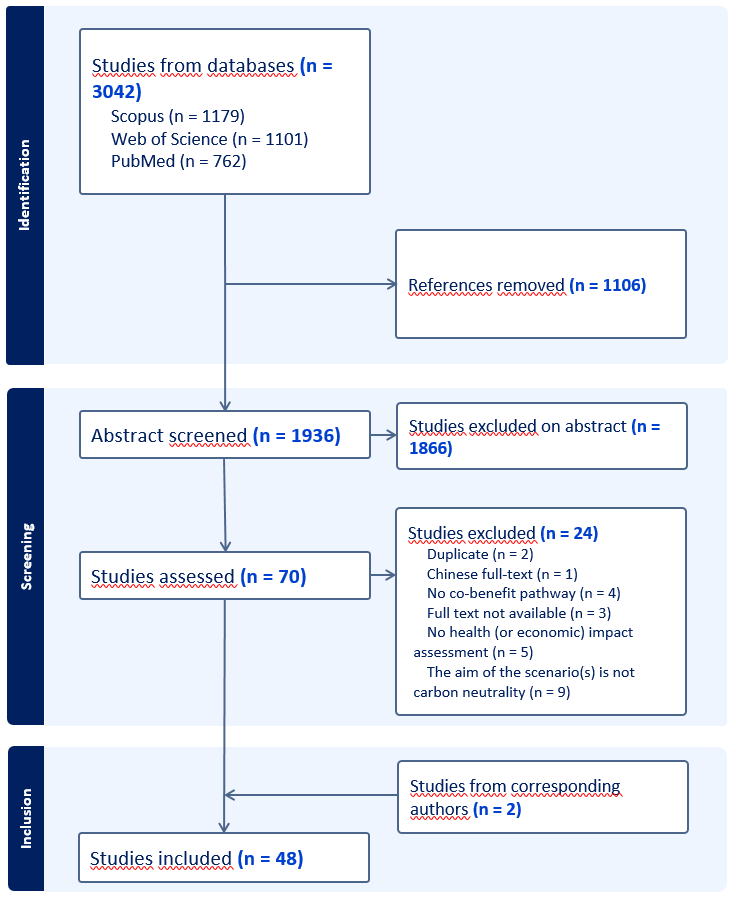 Identification
Studies from databases (n =
3042)
Scopus (n = 1179)
Web of Science (n = 1101)
PubMed (n = 762)
References removed (n = 1106)
Screening
Abstract screened (n = 1936)
Studies excluded on abstract (n =
1866)
Studies assessed (n = 70)
Studies excluded (n = 24)
Duplicate (n = 2)
Chinese full-text (n = 1)
No co-benefit pathway (n = 4)
Full text not available (n = 3)
No health (or economic) impact
assessment (n = 5)
The aim of the scenario(s) is not
carbon neutrality (n = 9)
Inclusion
Studies from corresponding
authors (n = 2)
Studies included (n = 48)